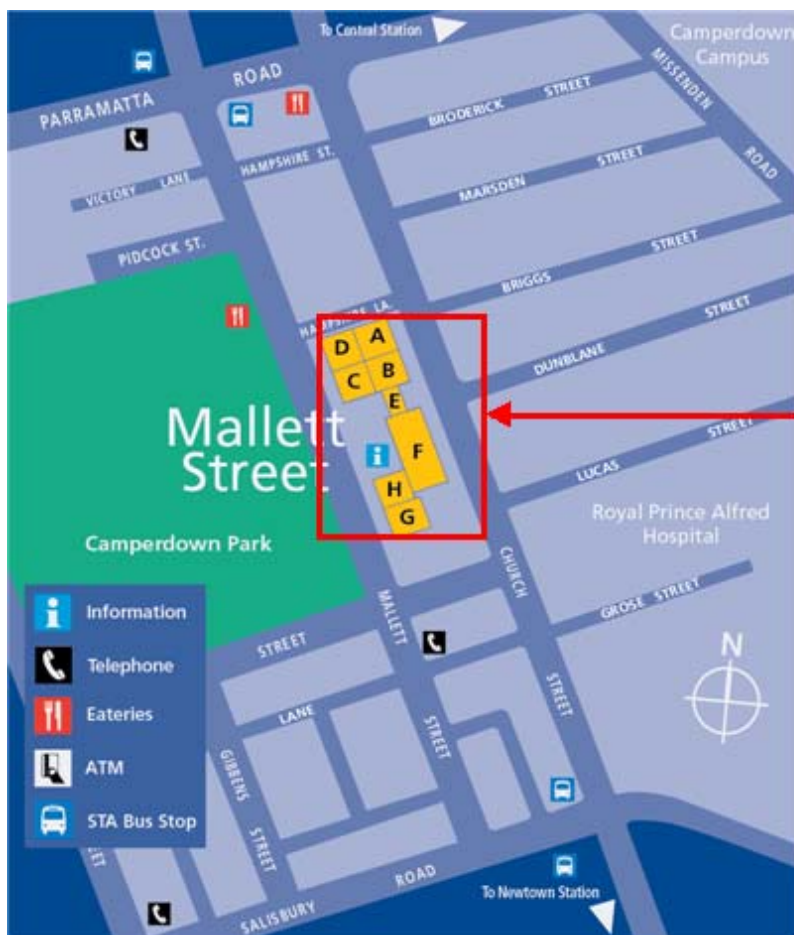 To Central Station
Camperdown
Campus
PARRAMATTA
ROAD
MISSENDEN
ROAD
BRODERICK STREET
HAMPSHIRE ST.
VICTORY LANE
MARSDEN STREET
PIDCOCK ST.
BRIGGS STREET
HAMPSHIRE LA.
DUNBLANE STREET
D A
C B
E
F
H
G
Mallett
Street
LUCAS STREET
Camperdown Park
Royal Prince Alfred
Hospital
CHURCH
STREET
GROSE STREET
MALLETT
STREET
STREET
LANE
GIBBENS
STREET
N
i Information
Telephone
Eateries
ATM
STA Bus Stop
SALISBURY ROAD
To Newtown Station